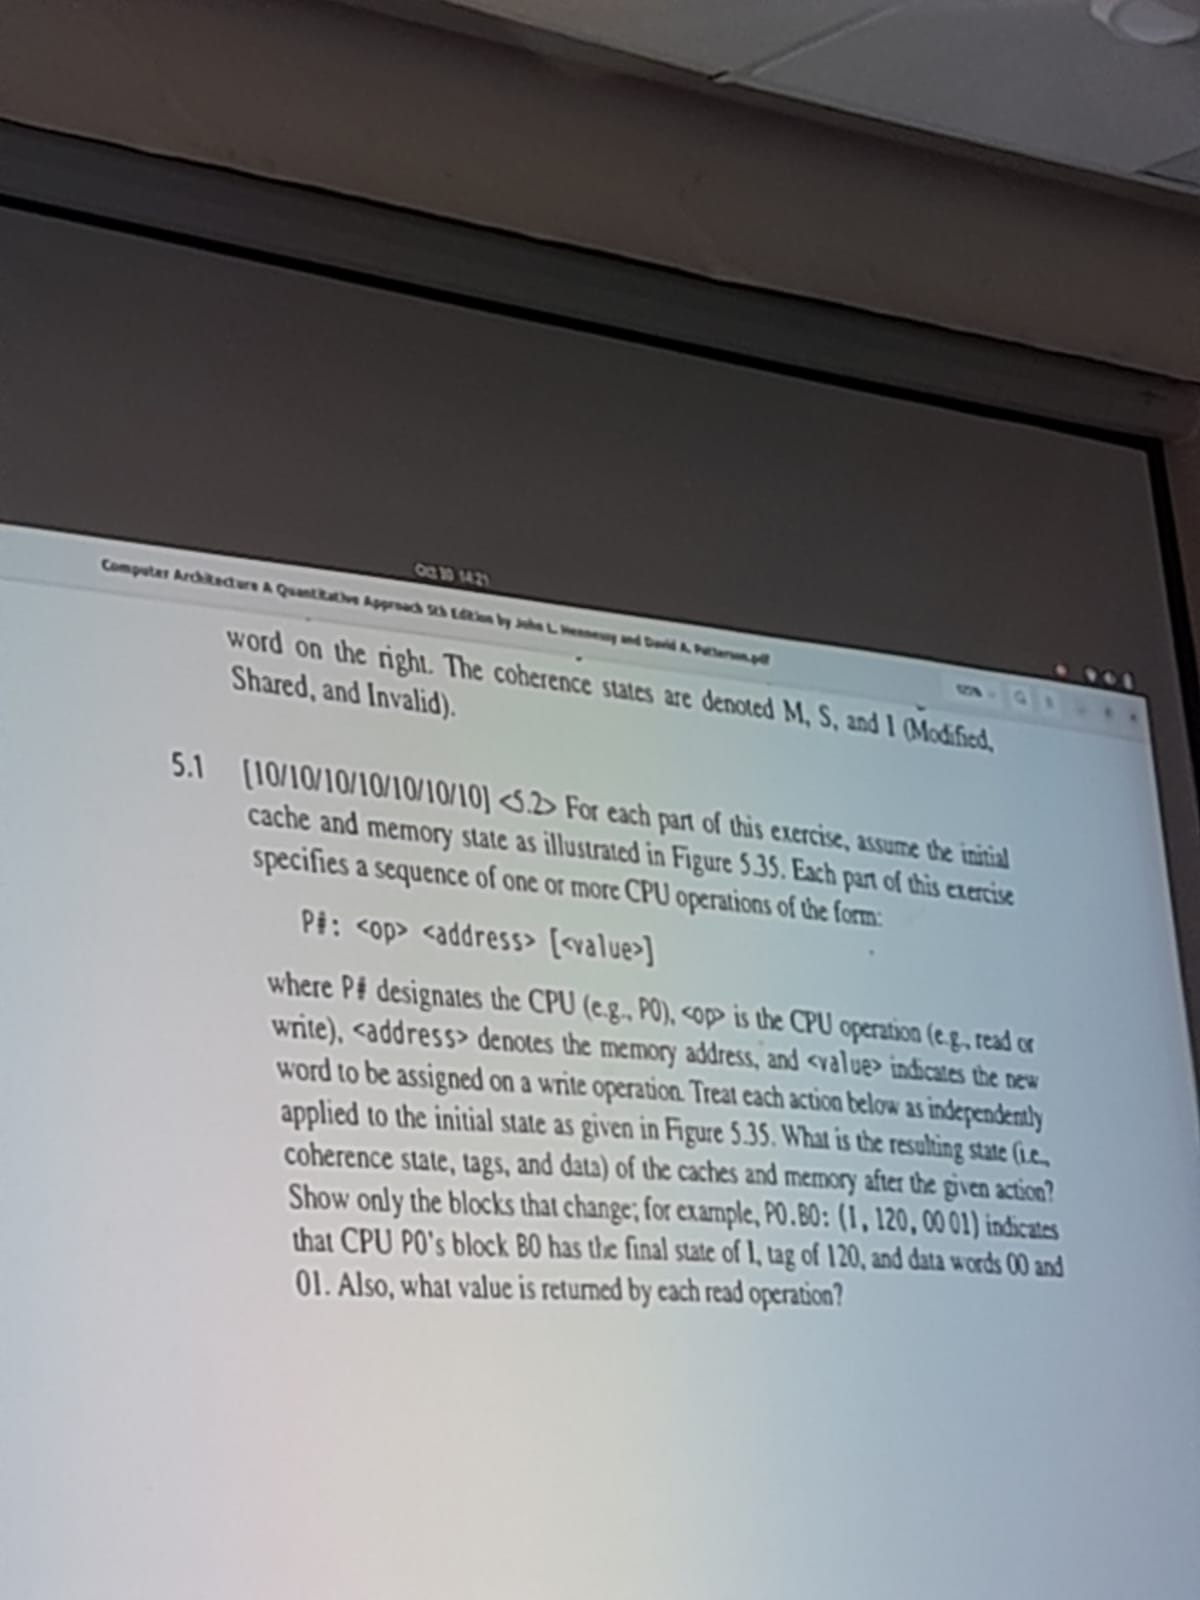 Oct 30 14:21
Computer Architecture A Quantitative Approach 5th Edition by John L. Hennessy and David A. Patterson.pdf
word on the right. The coherence states are denoted M, S, and I (Modified,
Shared, and Invalid).
5.1 [10/10/10/10/10/10/10] <5.2> For each part of this exercise, assume the initial
cache and memory state as illustrated in Figure 5.35. Each part of this exercise
specifies a sequence of one or more CPU operations of the form:
P#: <op> <address> [<value>]
where P# designates the CPU (e.g., P0), <op> is the CPU operation (e.g., read or
write), <address> denotes the memory address, and <value> indicates the new
word to be assigned on a write operation. Treat each action below as independently
applied to the initial state as given in Figure 5.35. What is the resulting state (i.e.,
coherence state, tags, and data) of the caches and memory after the given action?
Show only the blocks that change; for example, P0.B0: (I, 120, 00 01) indicates
that CPU P0's block B0 has the final state of I, tag of 120, and data words 00 and
01. Also, what value is returned by each read operation?